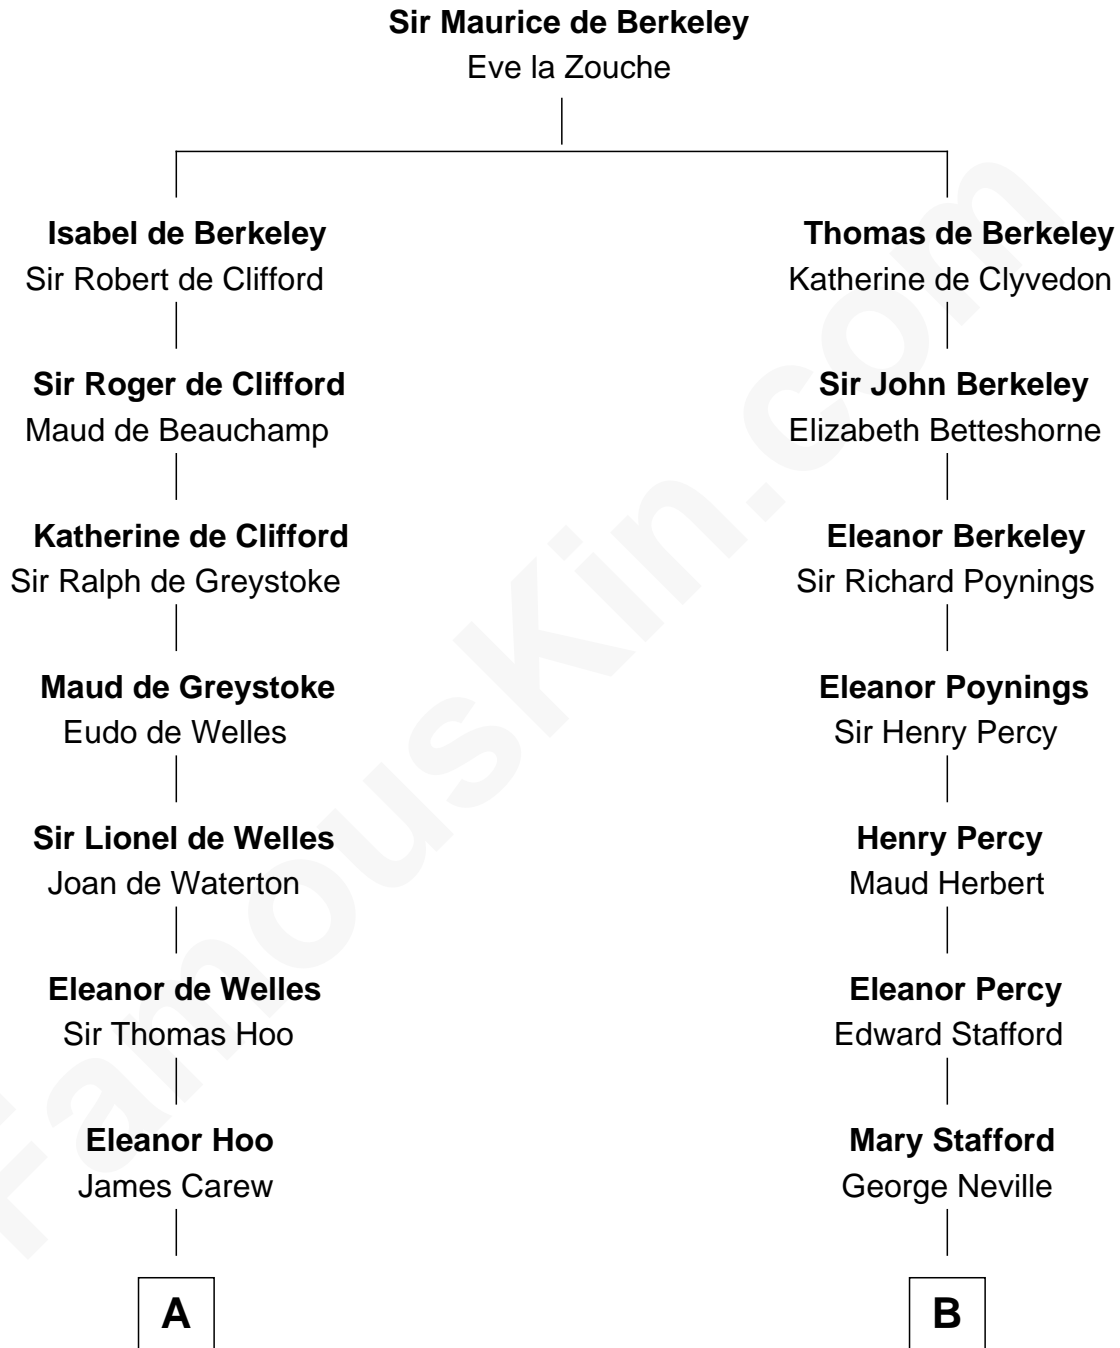 Sir Maurice de Berkeley
Eve la Zouche
Isabel de Berkeley
Sir Robert de Clifford
Thomas de Berkeley
Katherine de Clyvedon
Sir Roger de Clifford
Maud de Beauchamp
Sir John Berkeley
Elizabeth Betteshorne
Katherine de Clifford
Sir Ralph de Greystoke
Eleanor Berkeley
Sir Richard Poynings
Maud de Greystoke
Eudo de Welles
Eleanor Poynings
Sir Henry Percy
Sir Lionel de Welles
Joan de Waterton
Henry Percy
Maud Herbert
Eleanor de Welles
Sir Thomas Hoo
Eleanor Percy
Edward Stafford
Eleanor Hoo
James Carew
Mary Stafford
George Neville
A
B
FamousKin.com